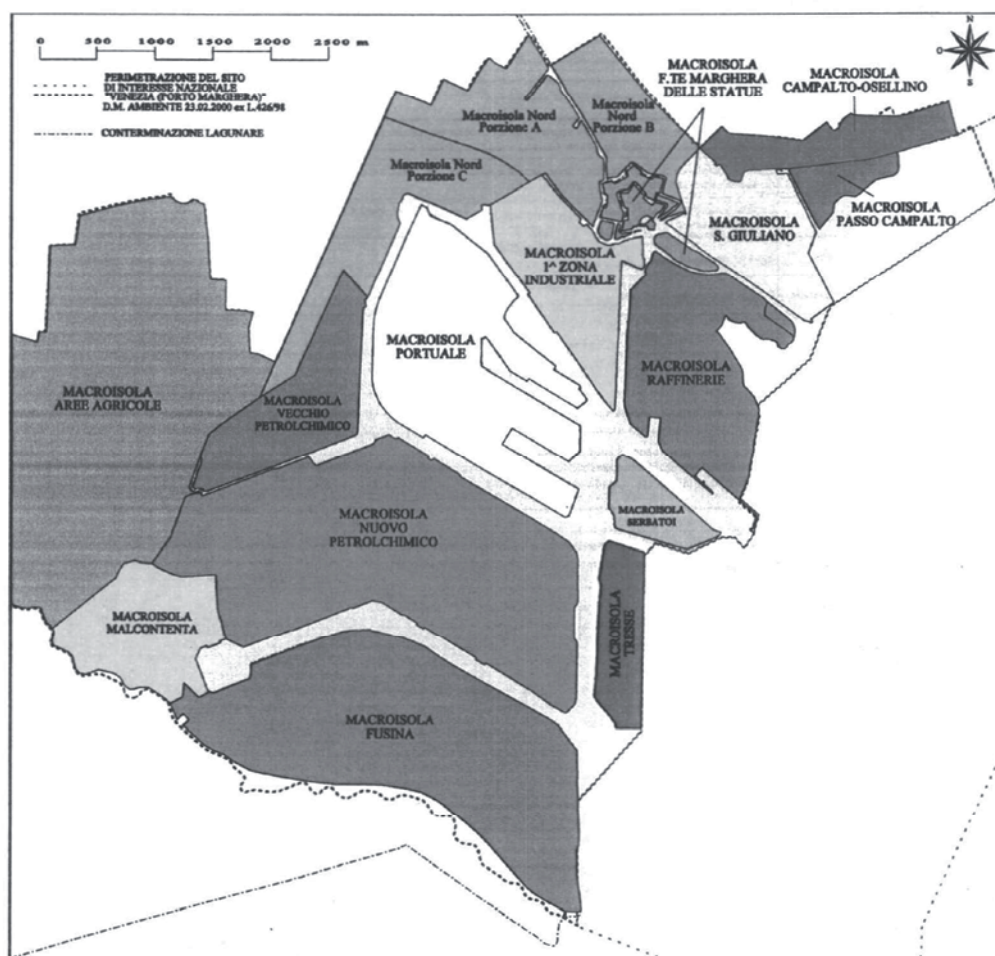 0 500 1000 1500 2000 2500 m
PERIMETRAZIONE DEL SITO
DI INTERESSE NAZIONALE
"VENEZIA (PORTO MARGHERA)"
D.M. AMBIENTE 23.02.2000 ex L.426/98
CONTERMINAZIONE LAGUNARE
N
O
E
S
MACROISOLA
F.TE MARGHERA
DELLE STATUE
MACROISOLA
CAMPALTO-OSELLINO
Macroisola Nord
Porzione A
Macroisola
Nord
Porzione B
Macroisola Nord
Porzione C
MACROISOLA
PASSO CAMPALTO
MACROISOLA
S. GIULIANO
MACROISOLA
1^ ZONA
INDUSTRIALE
MACROISOLA
PORTUALE
MACROISOLA
RAFFINERIE
MACROISOLA
AREE AGRICOLE
MACROISOLA
VECCHIO
PETROLCHIMICO
MACROISOLA
NUOVO
PETROLCHIMICO
MACROISOLA
SERBATOI
MACROISOLA
MALCONTENTA
MACROISOLA
TRESSE
MACROISOLA
FUSINA